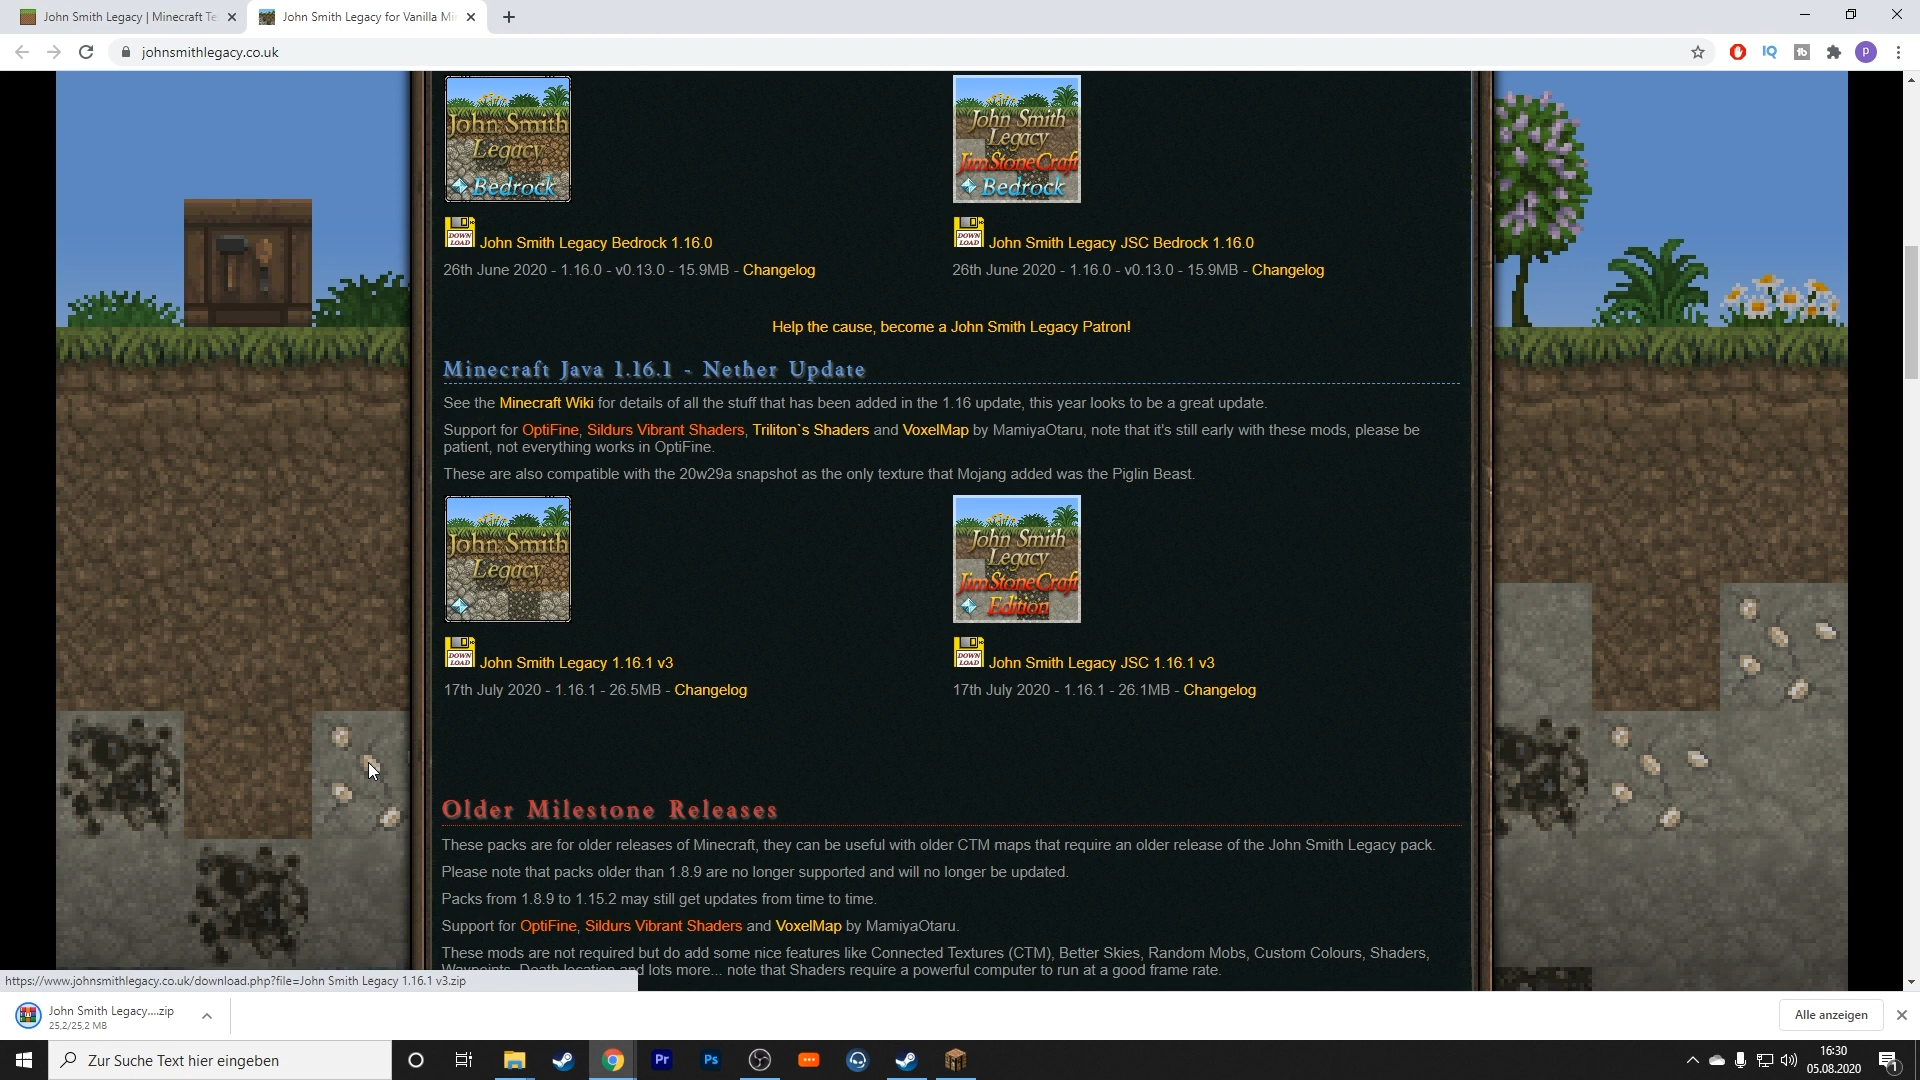 John Smith Legacy | Minecraft Te
John Smith Legacy for Vanilla Mi
johnsmithlegacy.co.uk
IQ
P
John Smith
Legacy
Bedrock
John Smith
Legacy
JimStoneCraft
Bedrock
DOWN
LOAD
John Smith Legacy Bedrock 1.16.0
DOWN
LOAD
John Smith Legacy JSC Bedrock 1.16.0
26th June 2020 - 1.16.0 - v0.13.0 - 15.9MB - Changelog
26th June 2020 - 1.16.0 - v0.13.0 - 15.9MB - Changelog
Help the cause, become a John Smith Legacy Patron!
Minecraft Java 1.16.1 - Nether Update
See the Minecraft Wiki for details of all the stuff that has been added in the 1.16 update, this year looks to be a great update.
Support for OptiFine, Sildurs Vibrant Shaders, Triliton`s Shaders and VoxelMap by MamiyaOtaru, note that it's still early with these mods, please be
patient, not everything works in OptiFine.
These are also compatible with the 20w29a snapshot as the only texture that Mojang added was the Piglin Beast.
John Smith
Legacy
John Smith
Legacy
JimStoneCraft
Edition
DOWN
LOAD
John Smith Legacy 1.16.1 v3
DOWN
LOAD
John Smith Legacy JSC 1.16.1 v3
17th July 2020 - 1.16.1 - 26.5MB - Changelog
17th July 2020 - 1.16.1 - 26.1MB - Changelog
Older Milestone Releases
These packs are for older releases of Minecraft, they can be useful with older CTM maps that require an older release of the John Smith Legacy pack.
Please note that packs older than 1.8.9 are no longer supported and will no longer be updated.
Packs from 1.8.9 to 1.15.2 may still get updates from time to time.
Support for OptiFine, Sildurs Vibrant Shaders and VoxelMap by MamiyaOtaru.
These mods are not required but do add some nice features like Connected Textures (CTM), Better Skies, Random Mobs, Custom Colours, Shaders,
Waypoints, Death location and lots more... note that Shaders require a powerful computer to run at a good frame rate.
https://www.johnsmithlegacy.co.uk/download.php?file=John Smith Legacy 1.16.1 v3.zip
John Smith Legacy....zip
25,2/25,2 MB
Alle anzeigen
Zur Suche Text hier eingeben
Pr
Ps
16:30
05.08.2020
1